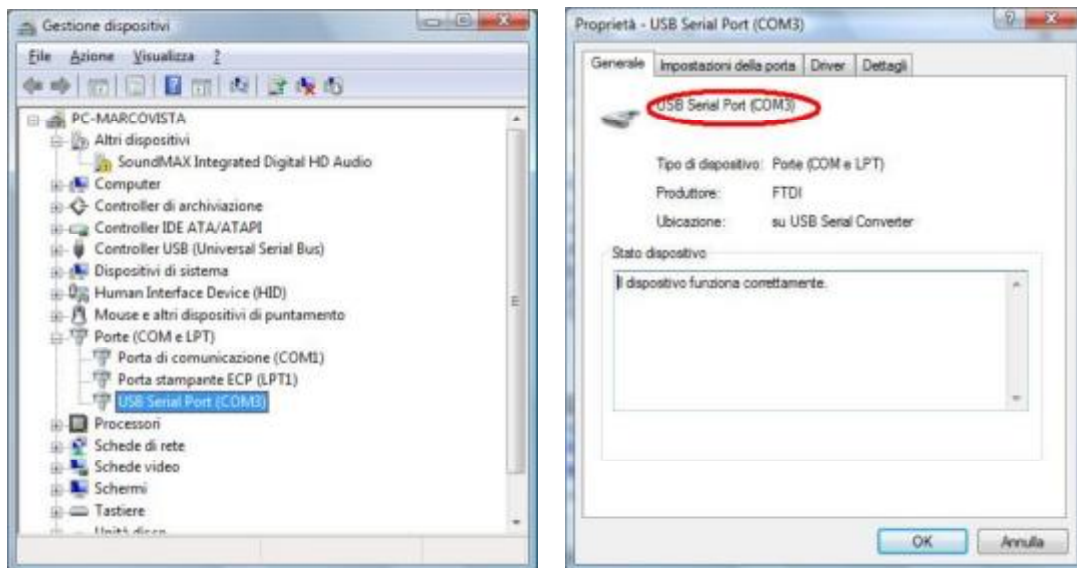 Gestione dispositivi
File Azione Visualizza ?
PC-MARCOVISTA
Altri dispositivi
SoundMAX Integrated Digital HD Audio
Computer
Controller di archiviazione
Controller IDE ATA/ATAPI
Controller USB (Universal Serial Bus)
Dispositivi di sistema
Human Interface Device (HID)
Mouse e altri dispositivi di puntamento
Porte (COM e LPT)
Porta di comunicazione (COM1)
Porta stampante ECP (LPT1)
USB Serial Port (COM3)
Processori
Schede di rete
Schede video
Schermi
Tastiere
Unità disco
Proprietà - USB Serial Port (COM3)
Generale Impostazioni della porta Driver Dettagli
USB Serial Port (COM3)
Tipo di dispositivo: Porte (COM e LPT)
Produttore: FTDI
Ubicazione: su USB Serial Converter
Stato dispositivo
Il dispositivo funziona correttamente.
OK Annulla